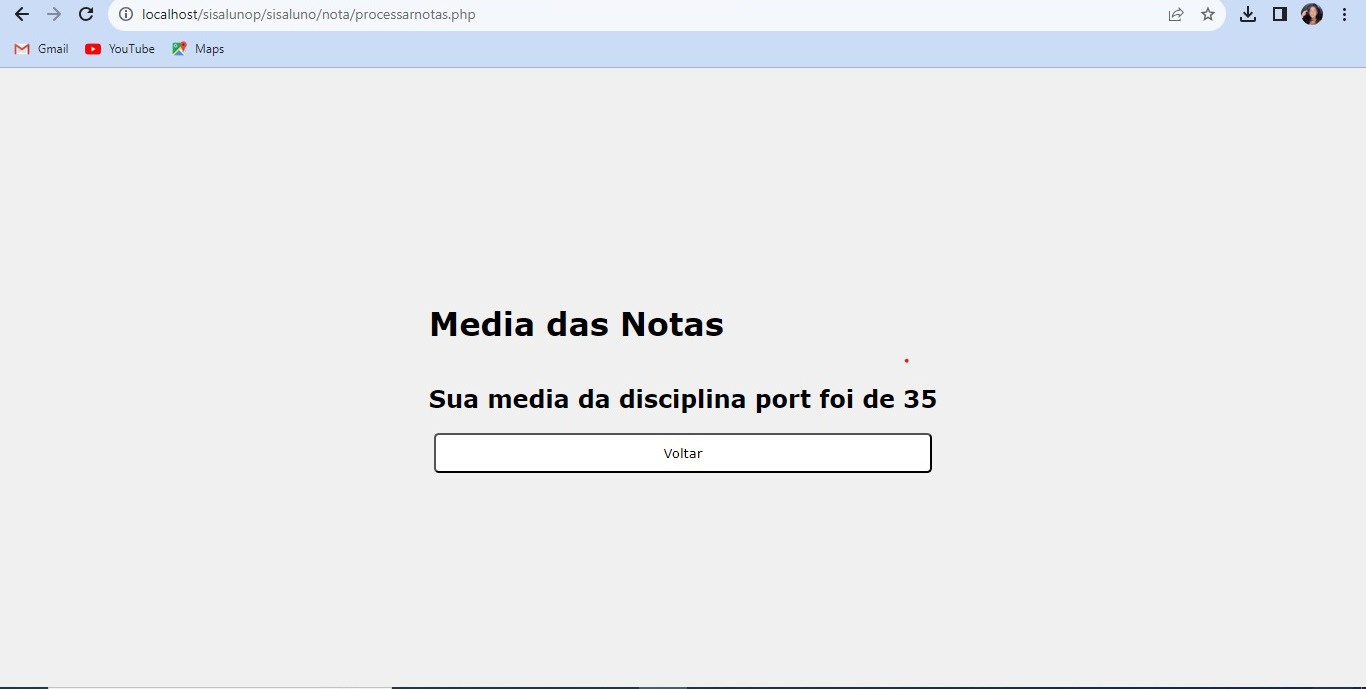 localhost/sisalunop/sisaluno/nota/processarnotas.php
Gmail YouTube Maps
Media das Notas
Sua media da disciplina port foi de 35
Voltar